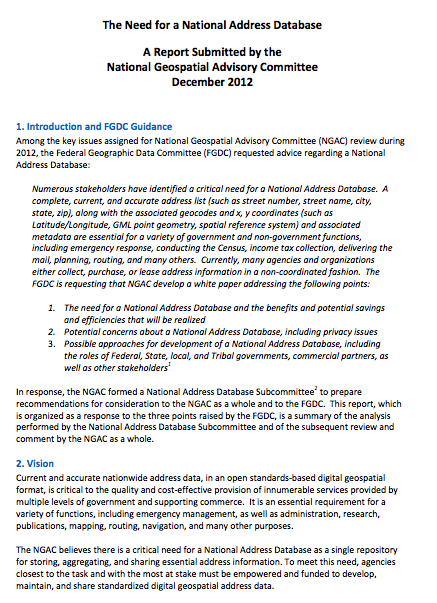 The Need for a National Address Database
A Report Submitted by the
National Geospatial Advisory Committee
December 2012
1. Introduction and FGDC Guidance
Among the key issues assigned for National Geospatial Advisory Committee (NGAC) review during
2012, the Federal Geographic Data Committee (FGDC) requested advice regarding a National
Address Database:
Numerous stakeholders have identified a critical need for a National Address Database. A
complete, current, and accurate address list (such as street number, street name, city,
state, zip), along with the associated geocodes and x, y coordinates (such as
Latitude/Longitude, GML point geometry, spatial reference system) and associated
metadata are essential for a variety of government and non-government functions,
including emergency response, conducting the Census, income tax collection, delivering the
mail, planning, routing, and many others. Currently, many agencies and organizations
either collect, purchase, or lease address information in a non-coordinated fashion. The
FGDC is requesting that NGAC develop a white paper addressing the following points:
1. The need for a National Address Database and the benefits and potential savings
and efficiencies that will be realized
2. Potential concerns about a National Address Database, including privacy issues
3. Possible approaches for development of a National Address Database, including
the roles of Federal, State, local, and Tribal governments, commercial partners, as
well as other stakeholders1
In response, the NGAC formed a National Address Database Subcommittee2 to prepare
recommendations for consideration to the NGAC as a whole and to the FGDC. This report, which
is organized as a response to the three points raised by the FGDC, is a summary of the analysis
performed by the National Address Database Subcommittee and of the subsequent review and
comment by the NGAC as a whole.
2. Vision
Current and accurate nationwide address data, in an open standards-based digital geospatial
format, is critical to the quality and cost-effective provision of innumerable services provided by
multiple levels of government and supporting commerce. It is an essential requirement for a
variety of functions, including emergency management, as well as administration, research,
publications, mapping, routing, navigation, and many other purposes.
The NGAC believes there is a critical need for a National Address Database as a single repository
for storing, aggregating, and sharing essential address information. To meet this need, agencies
closest to the task and with the most at stake must be empowered and funded to develop,
maintain, and share standardized digital geospatial address data.